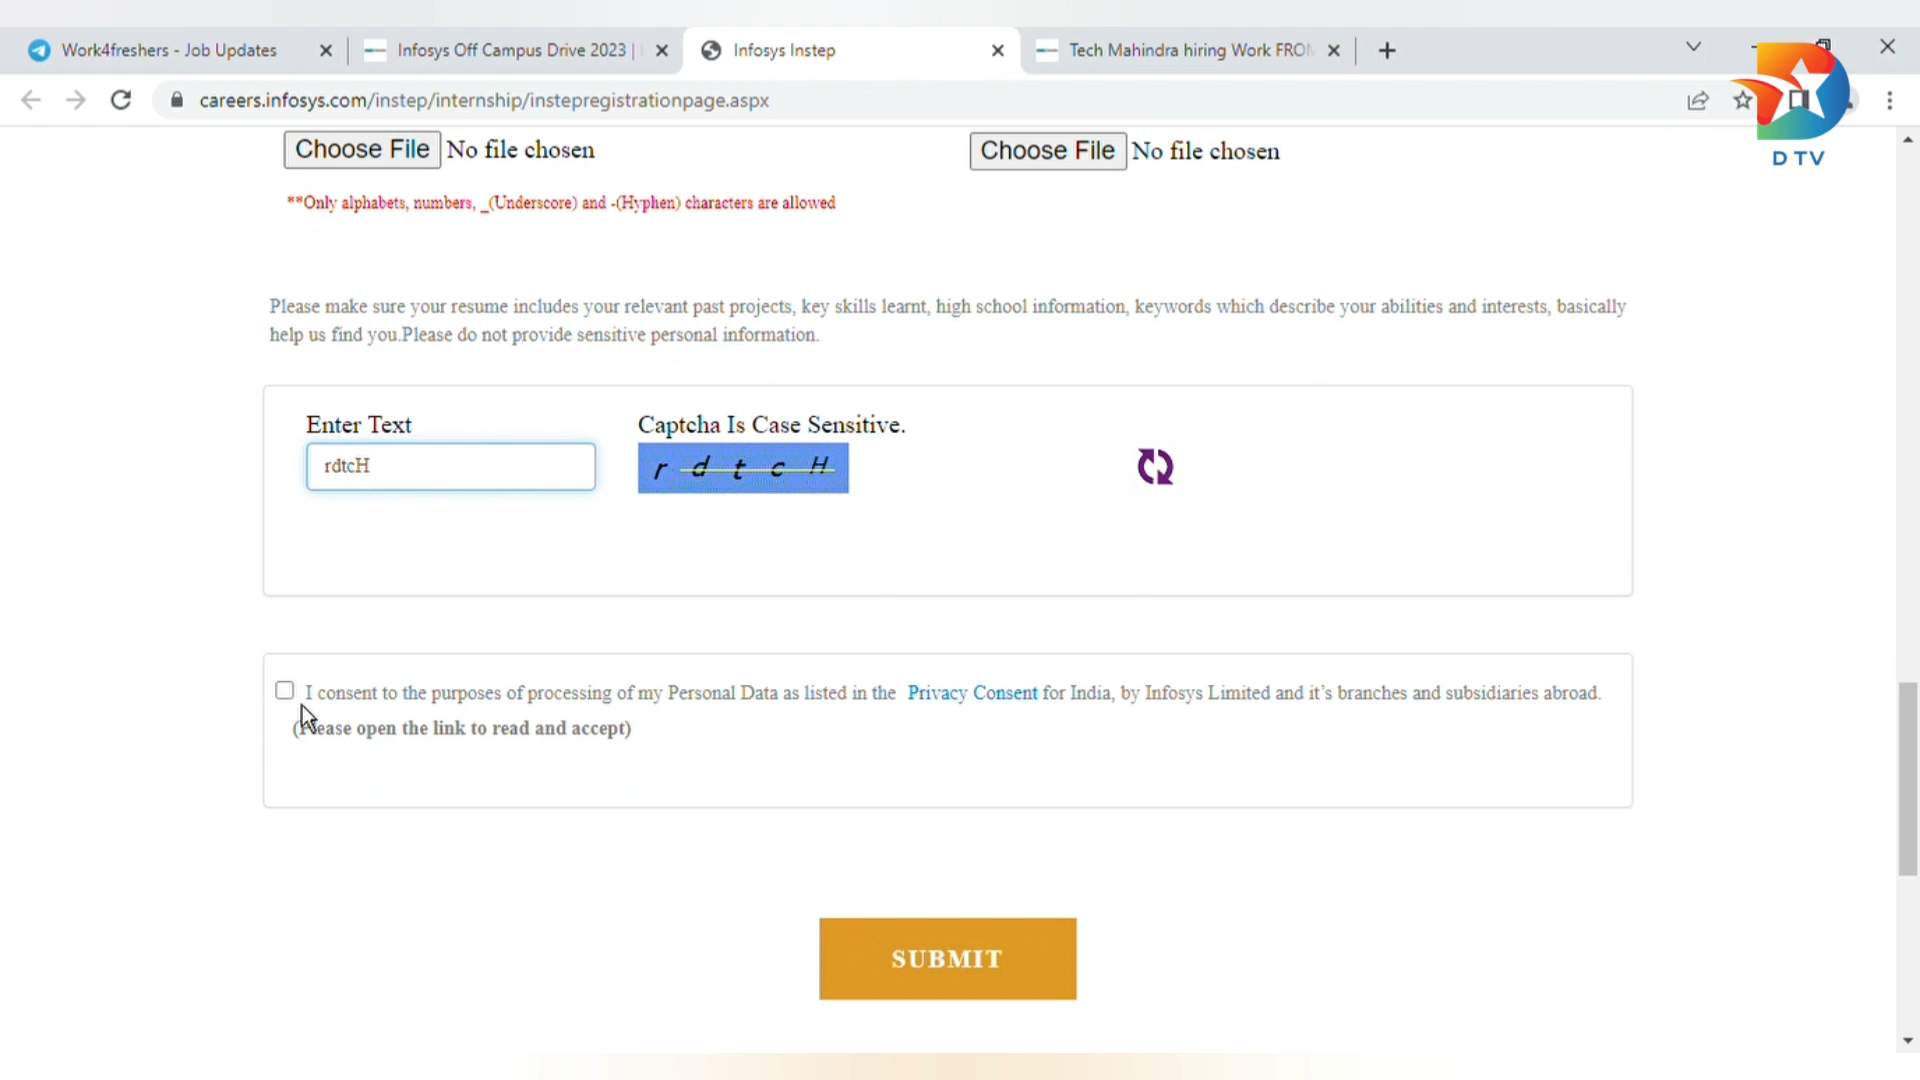 Work4freshers - Job Updates
Infosys Off Campus Drive 2023 |
Infosys Instep
Tech Mahindra hiring Work FROM
careers.infosys.com/instep/internship/instepregistrationpage.aspx
D TV
Choose File No file chosen
Choose File No file chosen
**Only alphabets, numbers, _(Underscore) and -(Hyphen) characters are allowed
Please make sure your resume includes your relevant past projects, key skills learnt, high school information, keywords which describe your abilities and interests, basically
help us find you.Please do not provide sensitive personal information.
Enter Text
Captcha Is Case Sensitive.
rdtcH
r d t c H
I consent to the purposes of processing of my Personal Data as listed in the Privacy Consent for India, by Infosys Limited and it's branches and subsidiaries abroad.
(Please open the link to read and accept)
SUBMIT